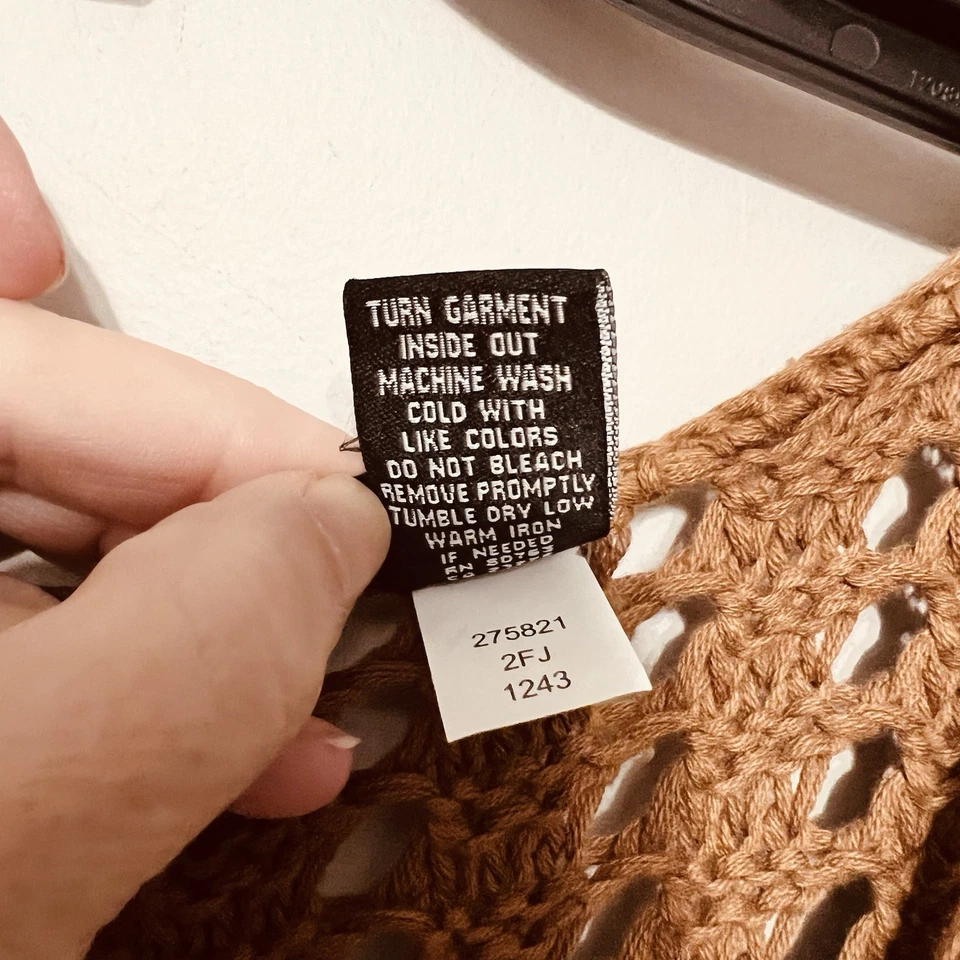 TURN GARMENT
INSIDE OUT
MACHINE WASH
COLD WITH
LIKE COLORS
DO NOT BLEACH
REMOVE PROMPTLY
TUMBLE DRY LOW
WARM IRON
IF NEEDED
RN
275821
2FJ
1243